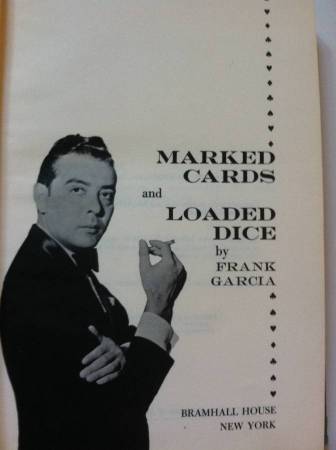 MARKED
CARDS
and
LOADED
DICE
by
FRANK
GARCIA
BRAMHALL HOUSE
NEW YORK